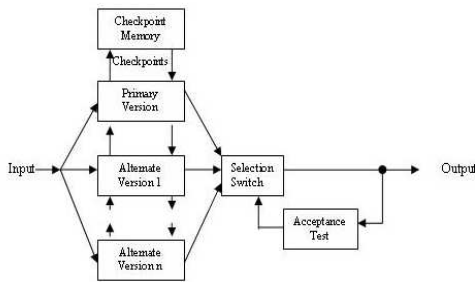 Checkpoint
Memory
Checkpoints
Primary
Version
Input
Alternate
Version 1
Selection
Switch
Output
Acceptance
Test
Alternate
Version n